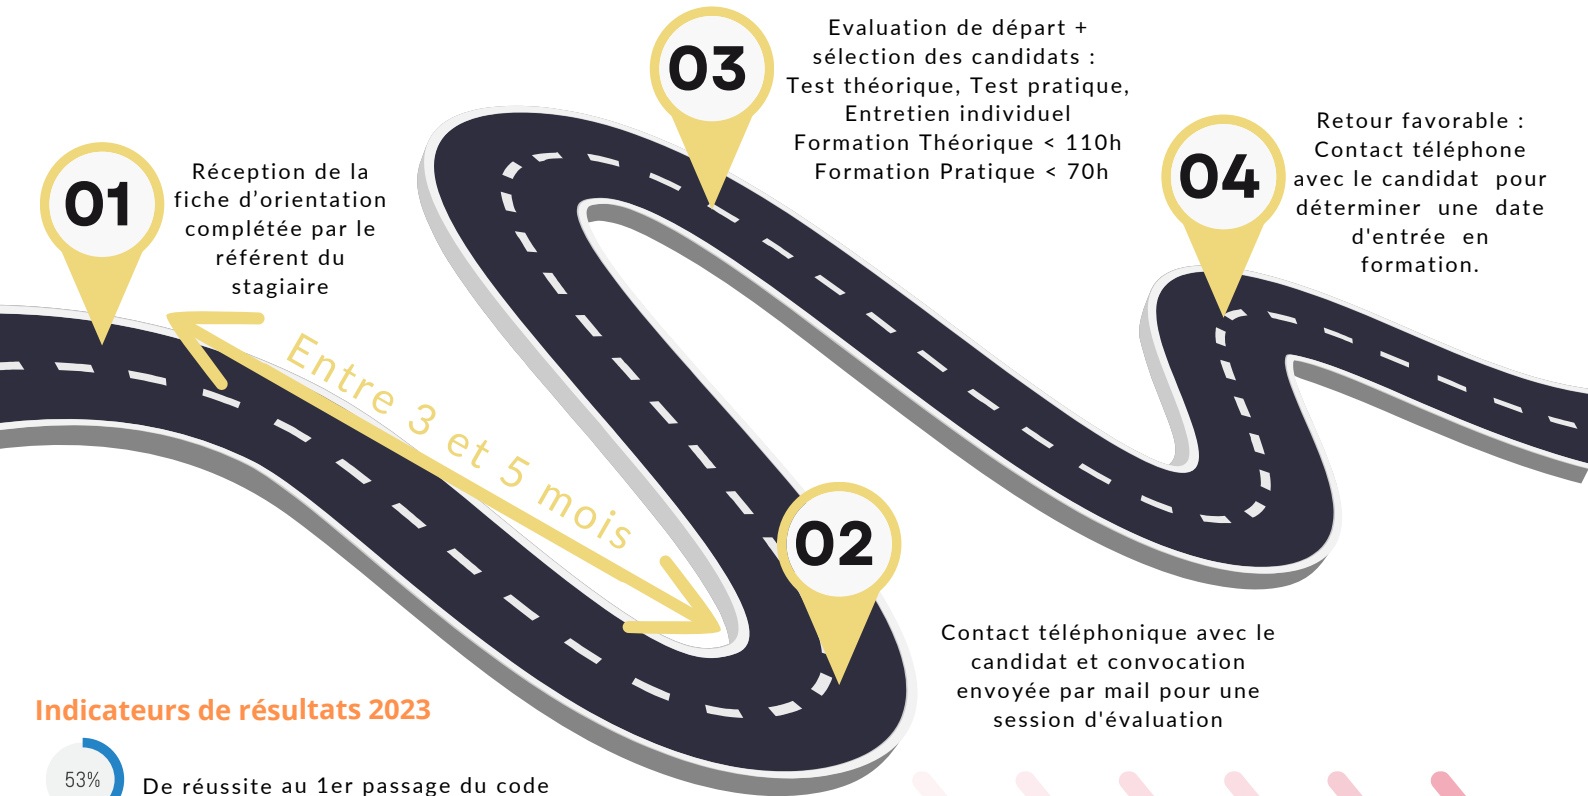 01
Réception de la
fiche d’orientation
complétée par le
référent du
stagiaire
Entre 3 et 5 mois
02
Contact téléphonique avec le
candidat et convocation
envoyée par mail pour une
session d'évaluation
03
Evaluation de départ +
sélection des candidats :
Test théorique, Test pratique,
Entretien individuel
Formation Théorique < 110h
Formation Pratique < 70h
04
Retour favorable :
Contact téléphone
avec le candidat pour
déterminer une date
d'entrée en
formation.
Indicateurs de résultats 2023
53%
De réussite au 1er passage du code